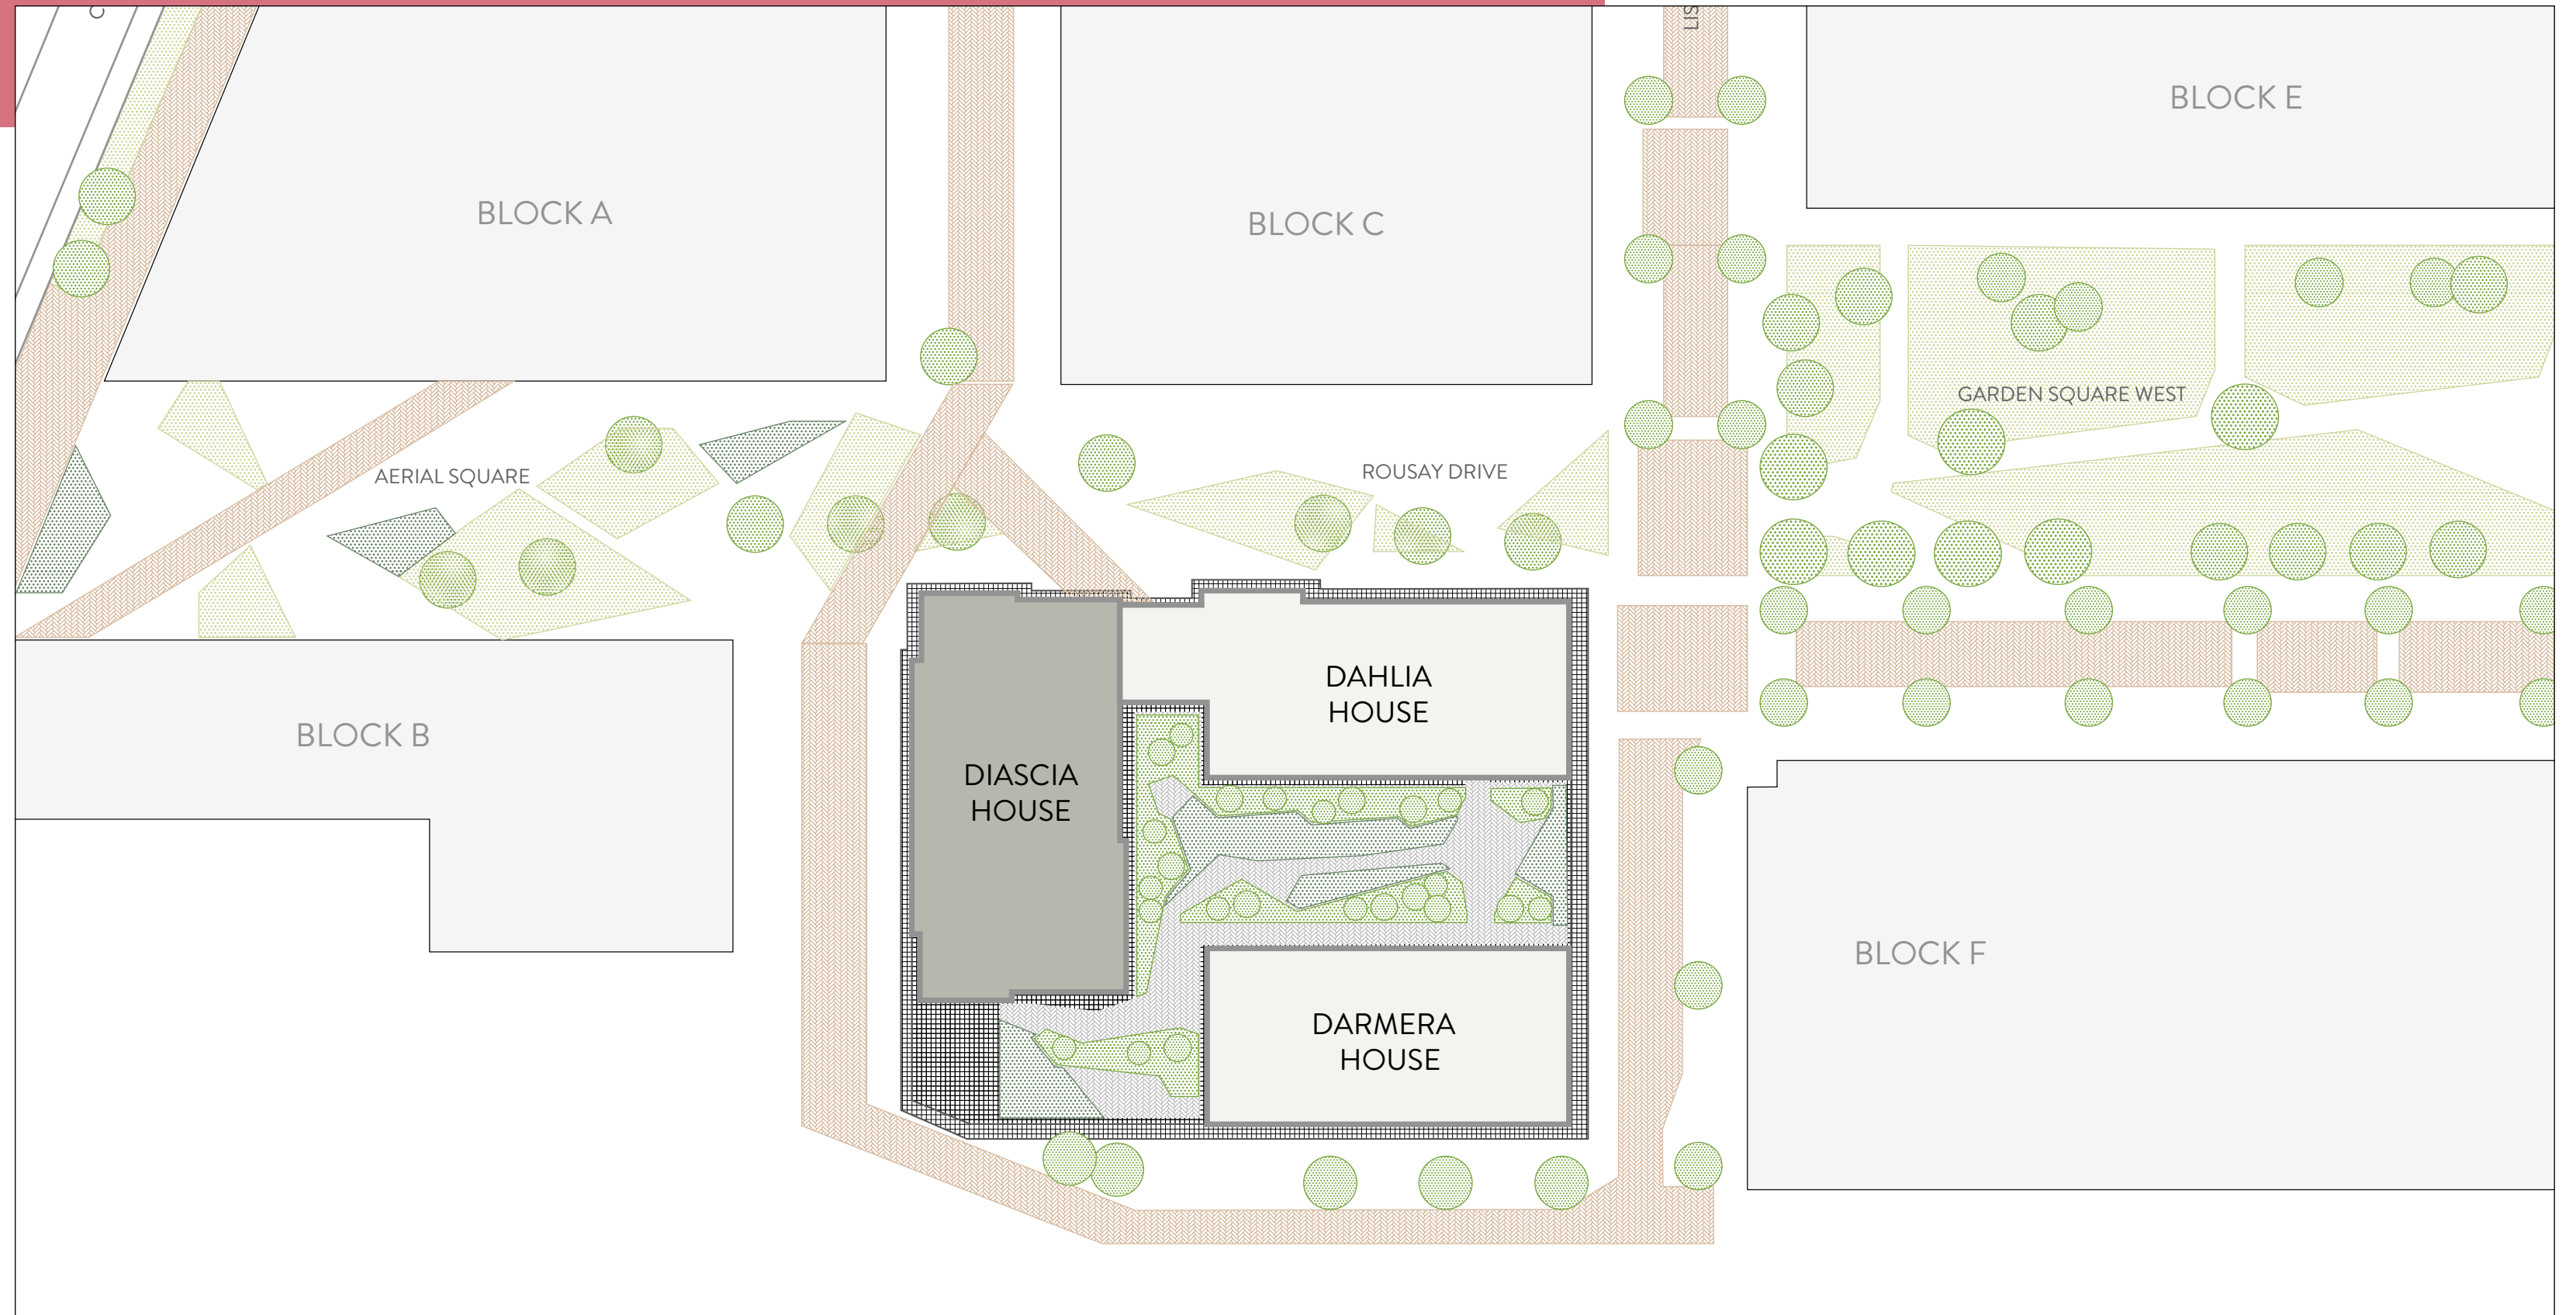 BLOCK A
BLOCK C
BLOCK E
AERIAL SQUARE
ROUSAY DRIVE
GARDEN SQUARE WEST
BLOCK B
DIASCIA
HOUSE
DAHLIA
HOUSE
DARMERA
HOUSE
BLOCK F